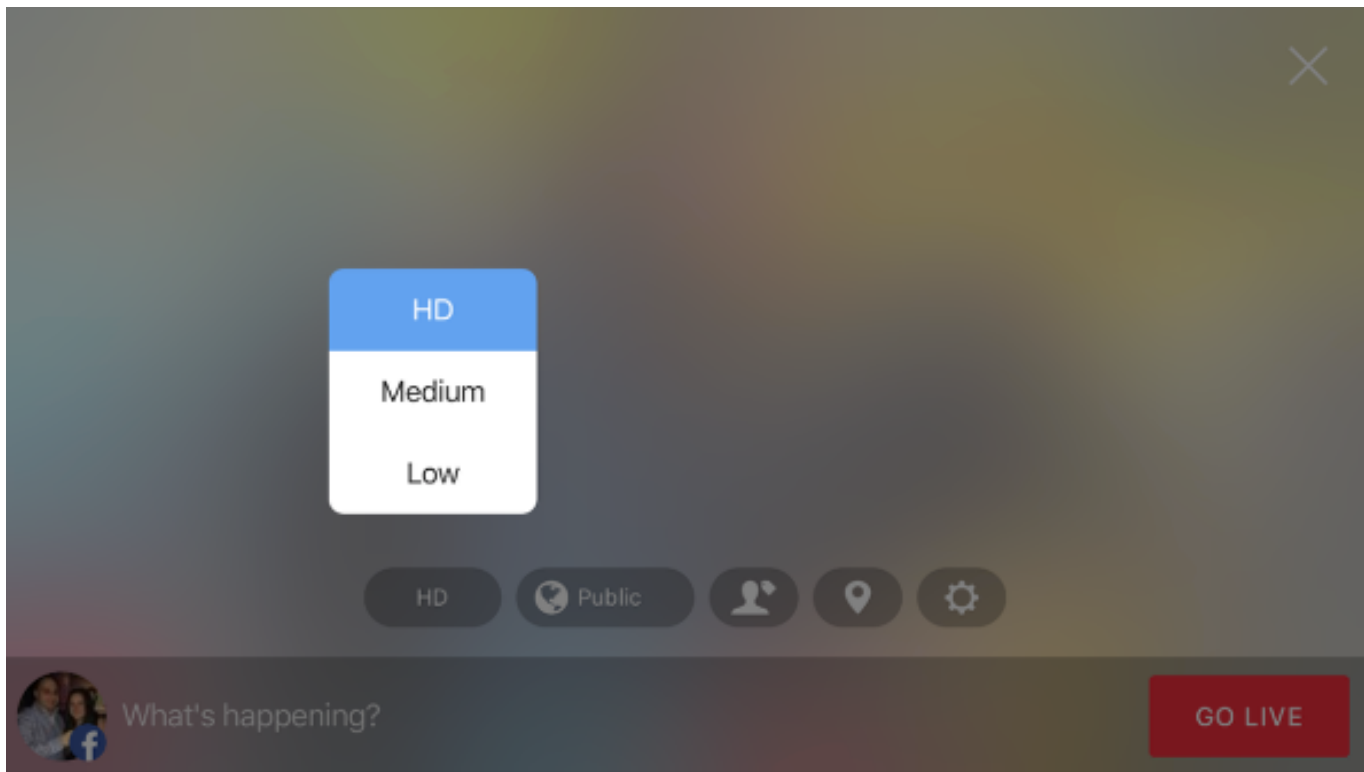 HD
Medium
Low
HD
Public
What's happening?
GO LIVE
f